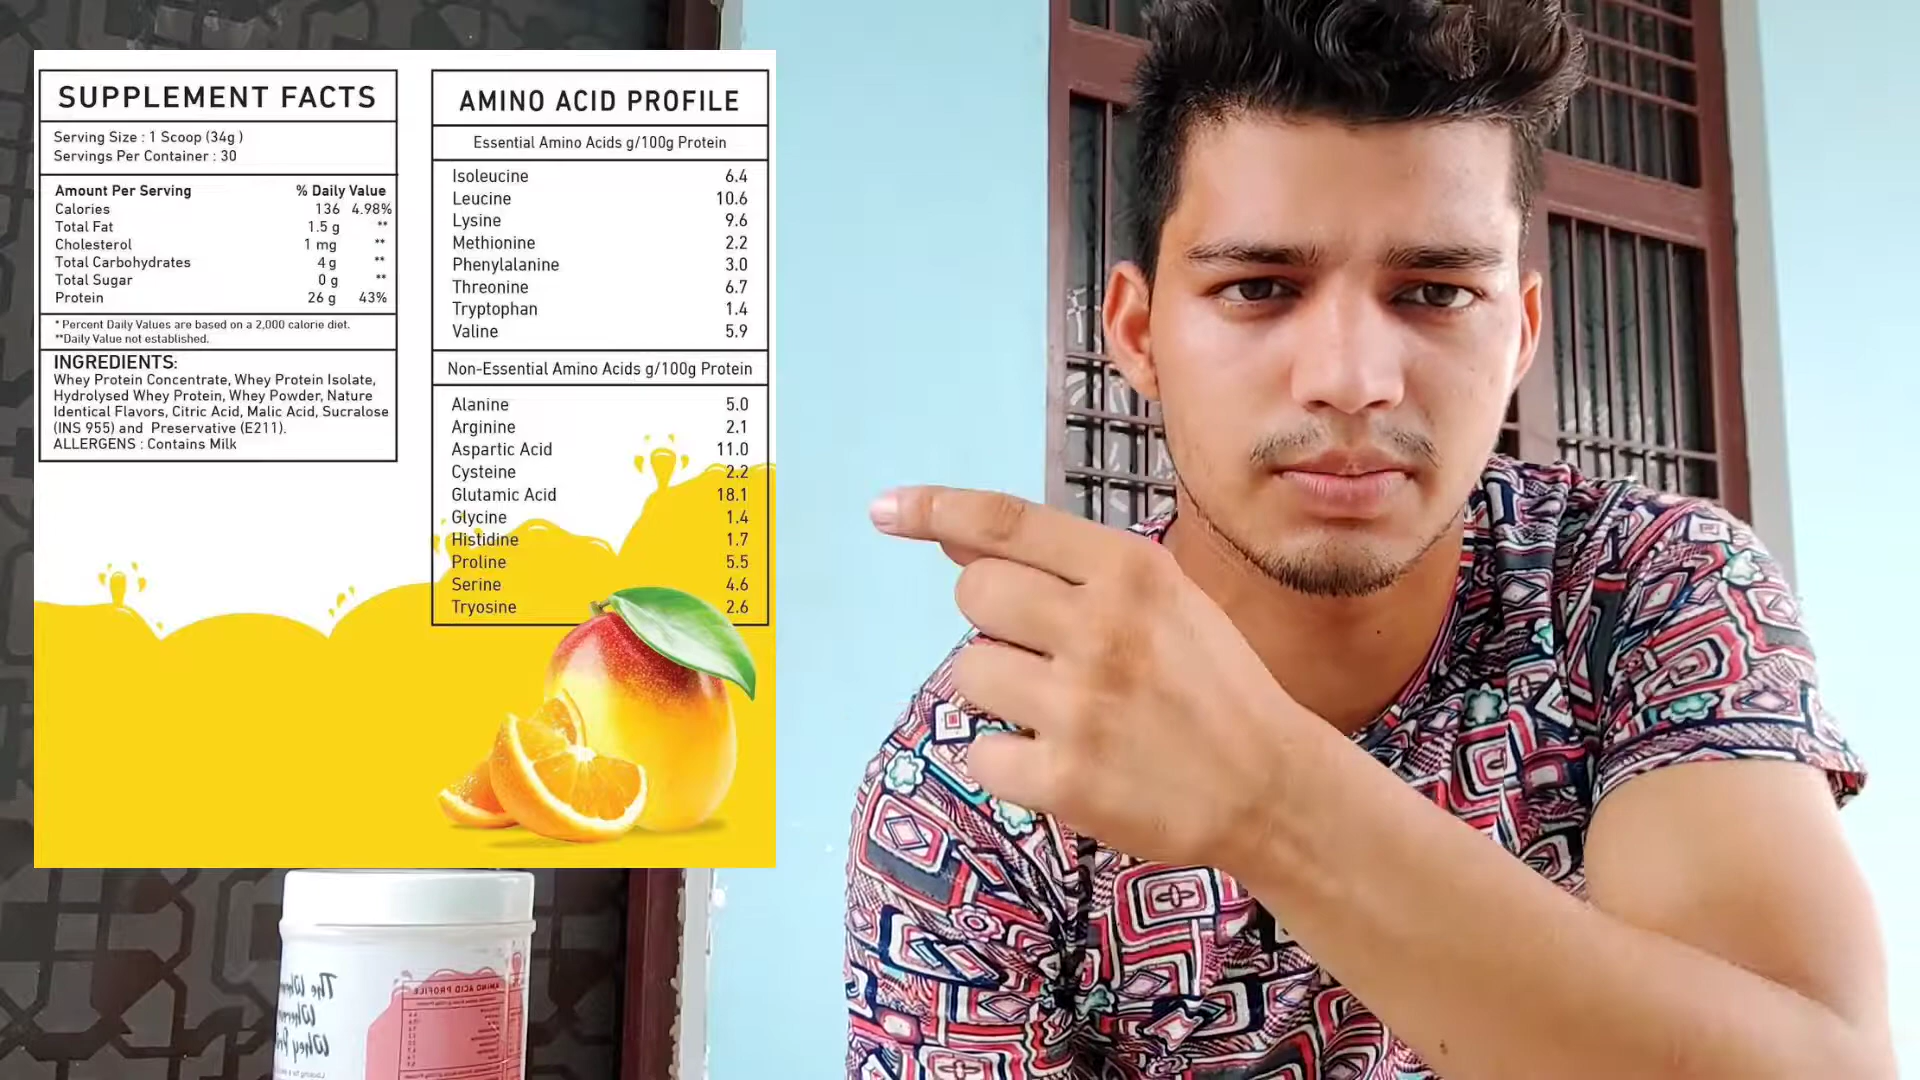 SUPPLEMENT FACTS
Serving Size : 1 Scoop (34g )
Servings Per Container : 30
Amount Per Serving % Daily Value
Calories 136 4.98%
Total Fat 1.5 g **
Cholesterol 1 mg **
Total Carbohydrates 4 g **
Total Sugar 0 g **
Protein 26 g 43%
* Percent Daily Values are based on a 2,000 calorie diet.
**Daily Value not established.
INGREDIENTS:
Whey Protein Concentrate, Whey Protein Isolate,
Hydrolysed Whey Protein, Whey Powder, Nature
Identical Flavors, Citric Acid, Malic Acid, Sucralose
(INS 955) and Preservative (E211).
ALLERGENS : Contains Milk
AMINO ACID PROFILE
Essential Amino Acids g/100g Protein
Isoleucine 6.4
Leucine 10.6
Lysine 9.6
Methionine 2.2
Phenylalanine 3.0
Threonine 6.7
Tryptophan 1.4
Valine 5.9
Non-Essential Amino Acids g/100g Protein
Alanine 5.0
Arginine 2.1
Aspartic Acid 11.0
Cysteine 2.2
Glutamic Acid 18.1
Glycine 1.4
Histidine 1.7
Proline 5.5
Serine 4.6
Tryosine 2.6
The
Whey
AMINO ACID PROFILE